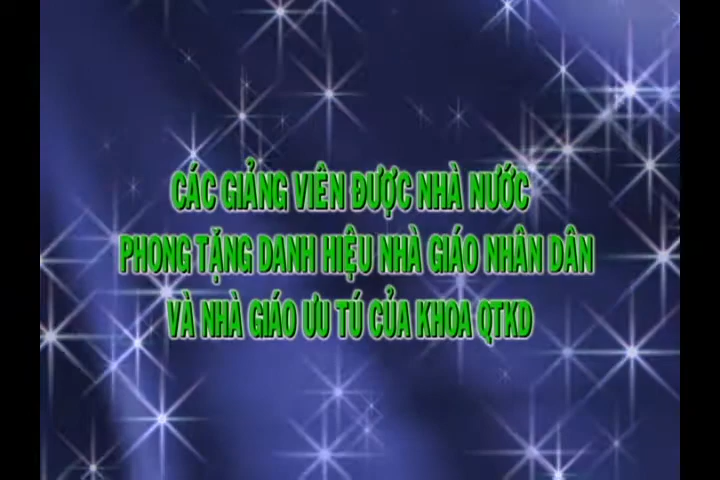 CÁC GIẢNG VIÊN ĐƯỢC NHÀ NƯỚC
PHONG TẶNG DANH HIỆU NHÀ GIÁO NHÂN DÂN
VÀ NHÀ GIÁO ƯU TÚ CỦA KHOA QTKD